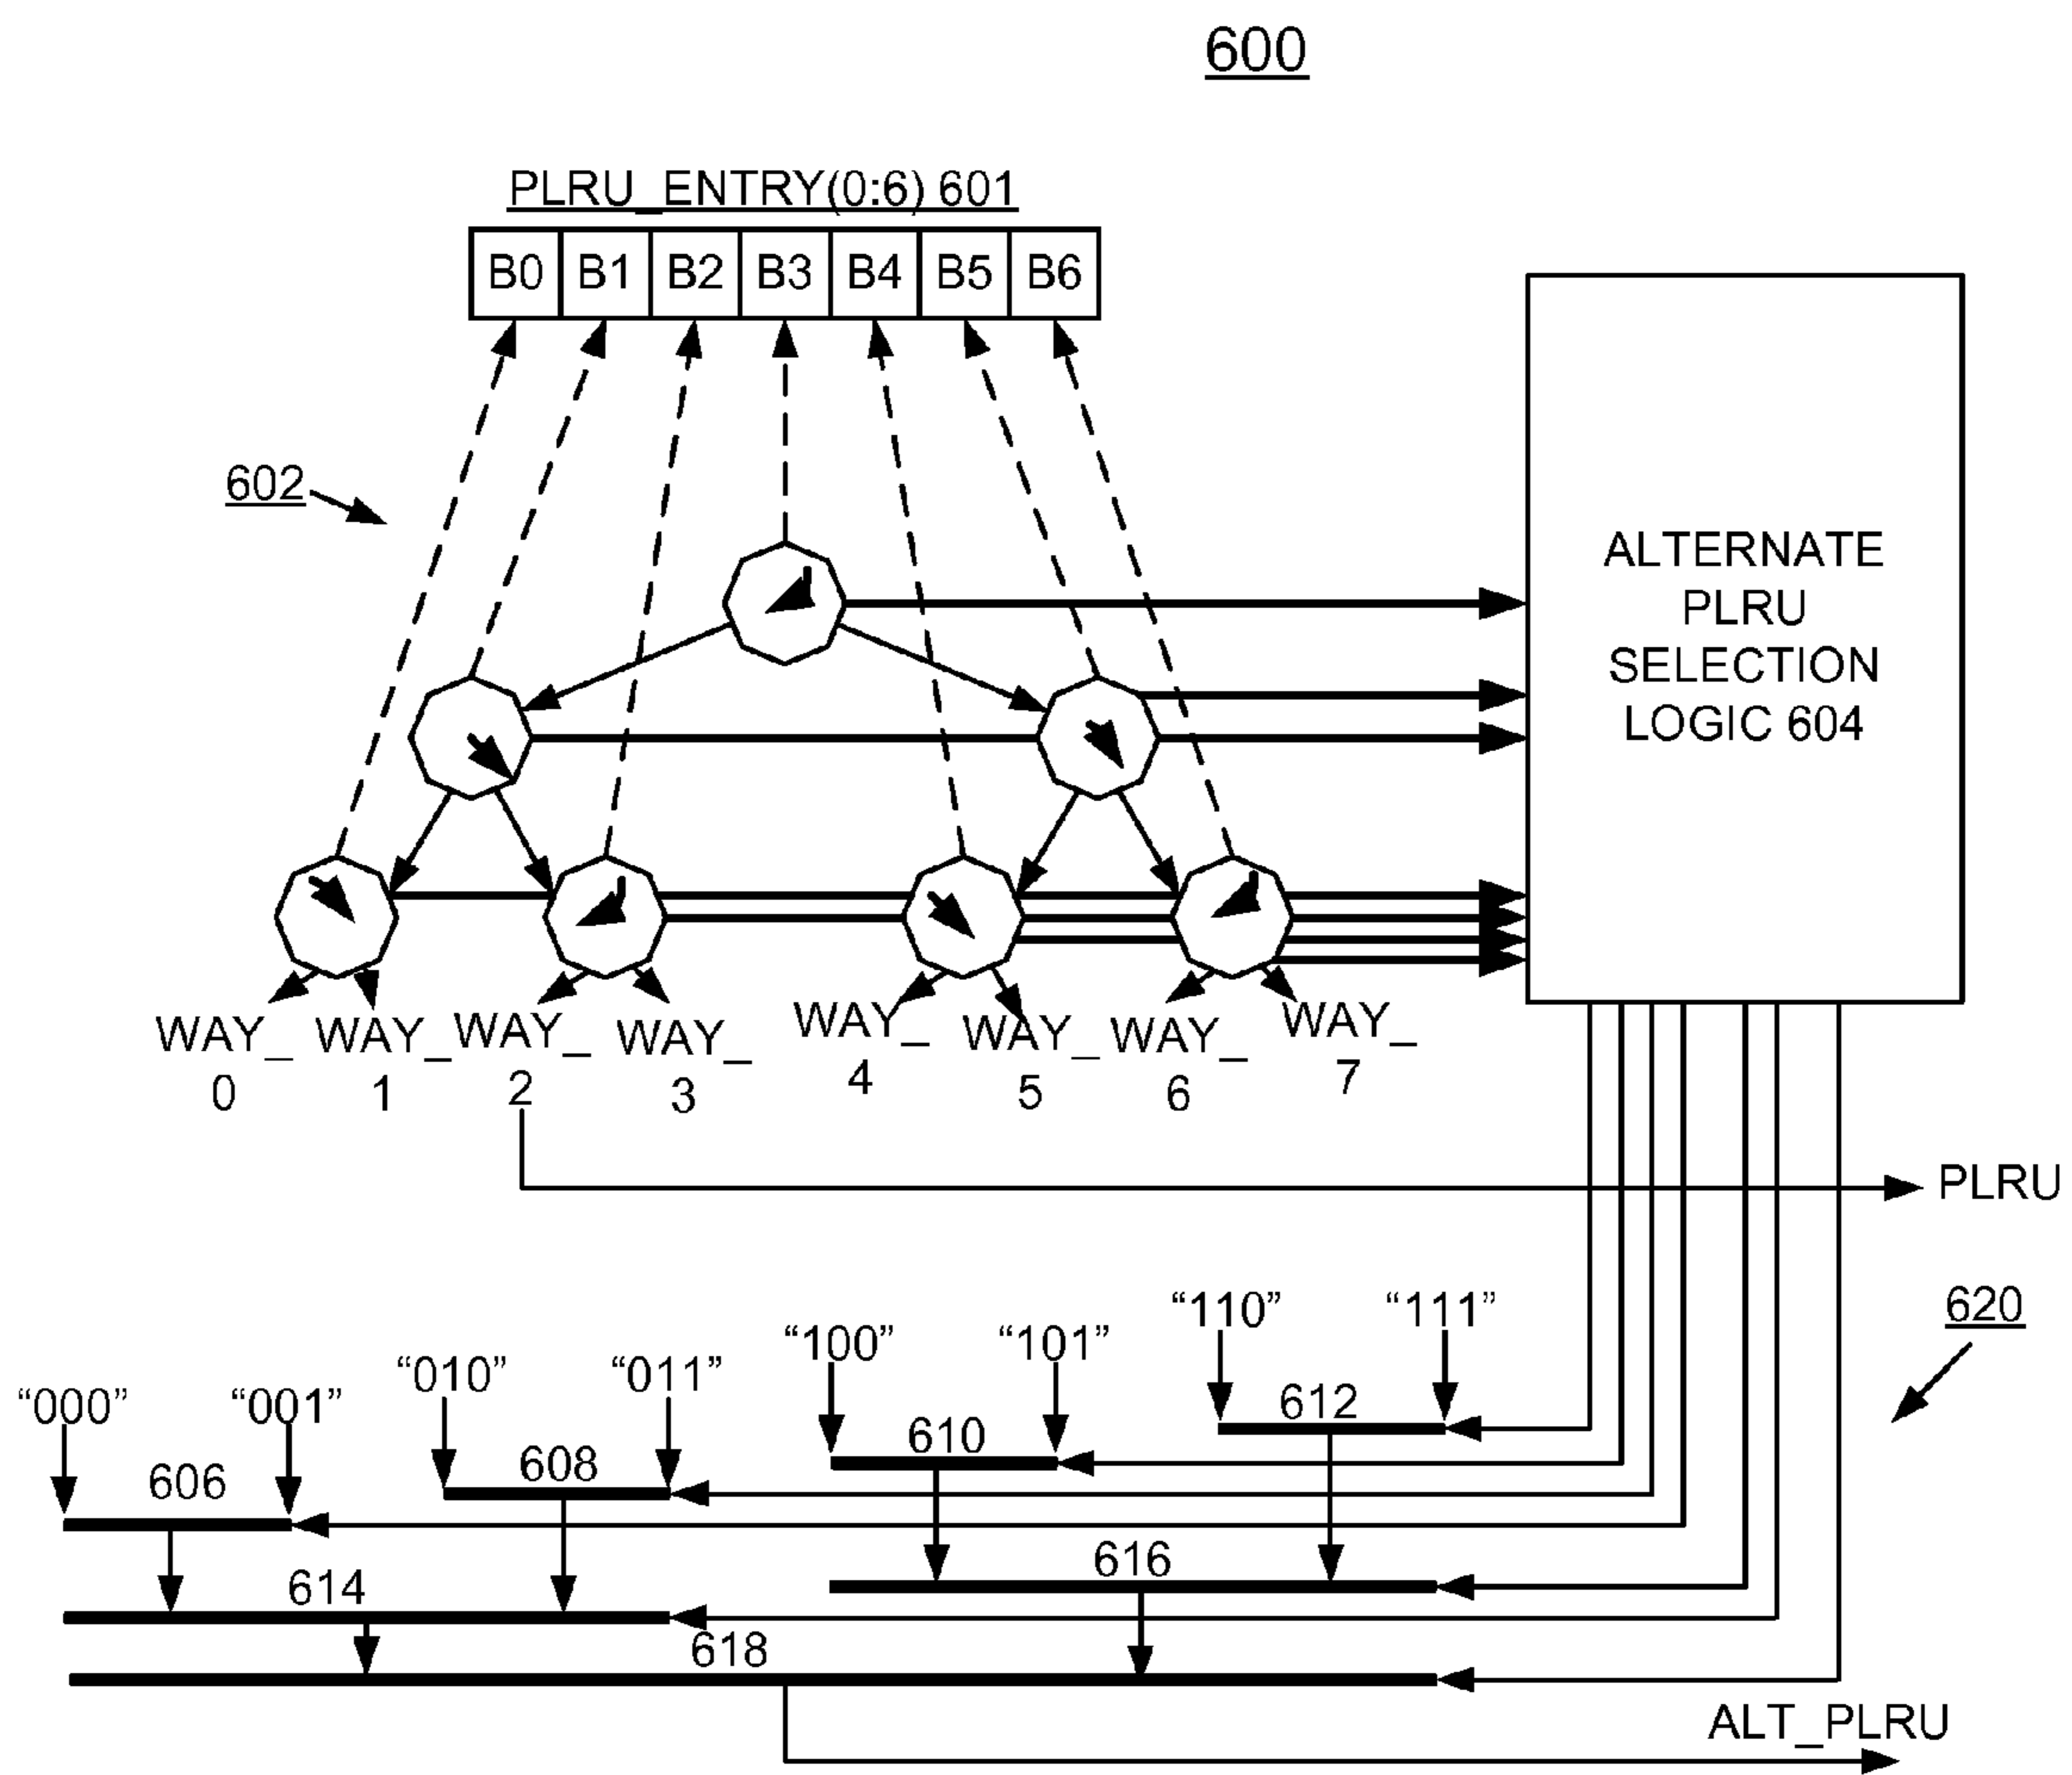 600
PLRU_ENTRY(0:6) 601
B0 B1 B2 B3 B4 B5 B6
602
ALTERNATE
PLRU
SELECTION
LOGIC 604
WAY_ WAY_ WAY_ WAY_ WAY_ WAY_ WAY_ WAY_
0 1 2 3 4 5 6 7
PLRU
620
“000” “001” “010” “011” “100” “101” “110” “111”
606 608 610 612
614 616
618
ALT_PLRU